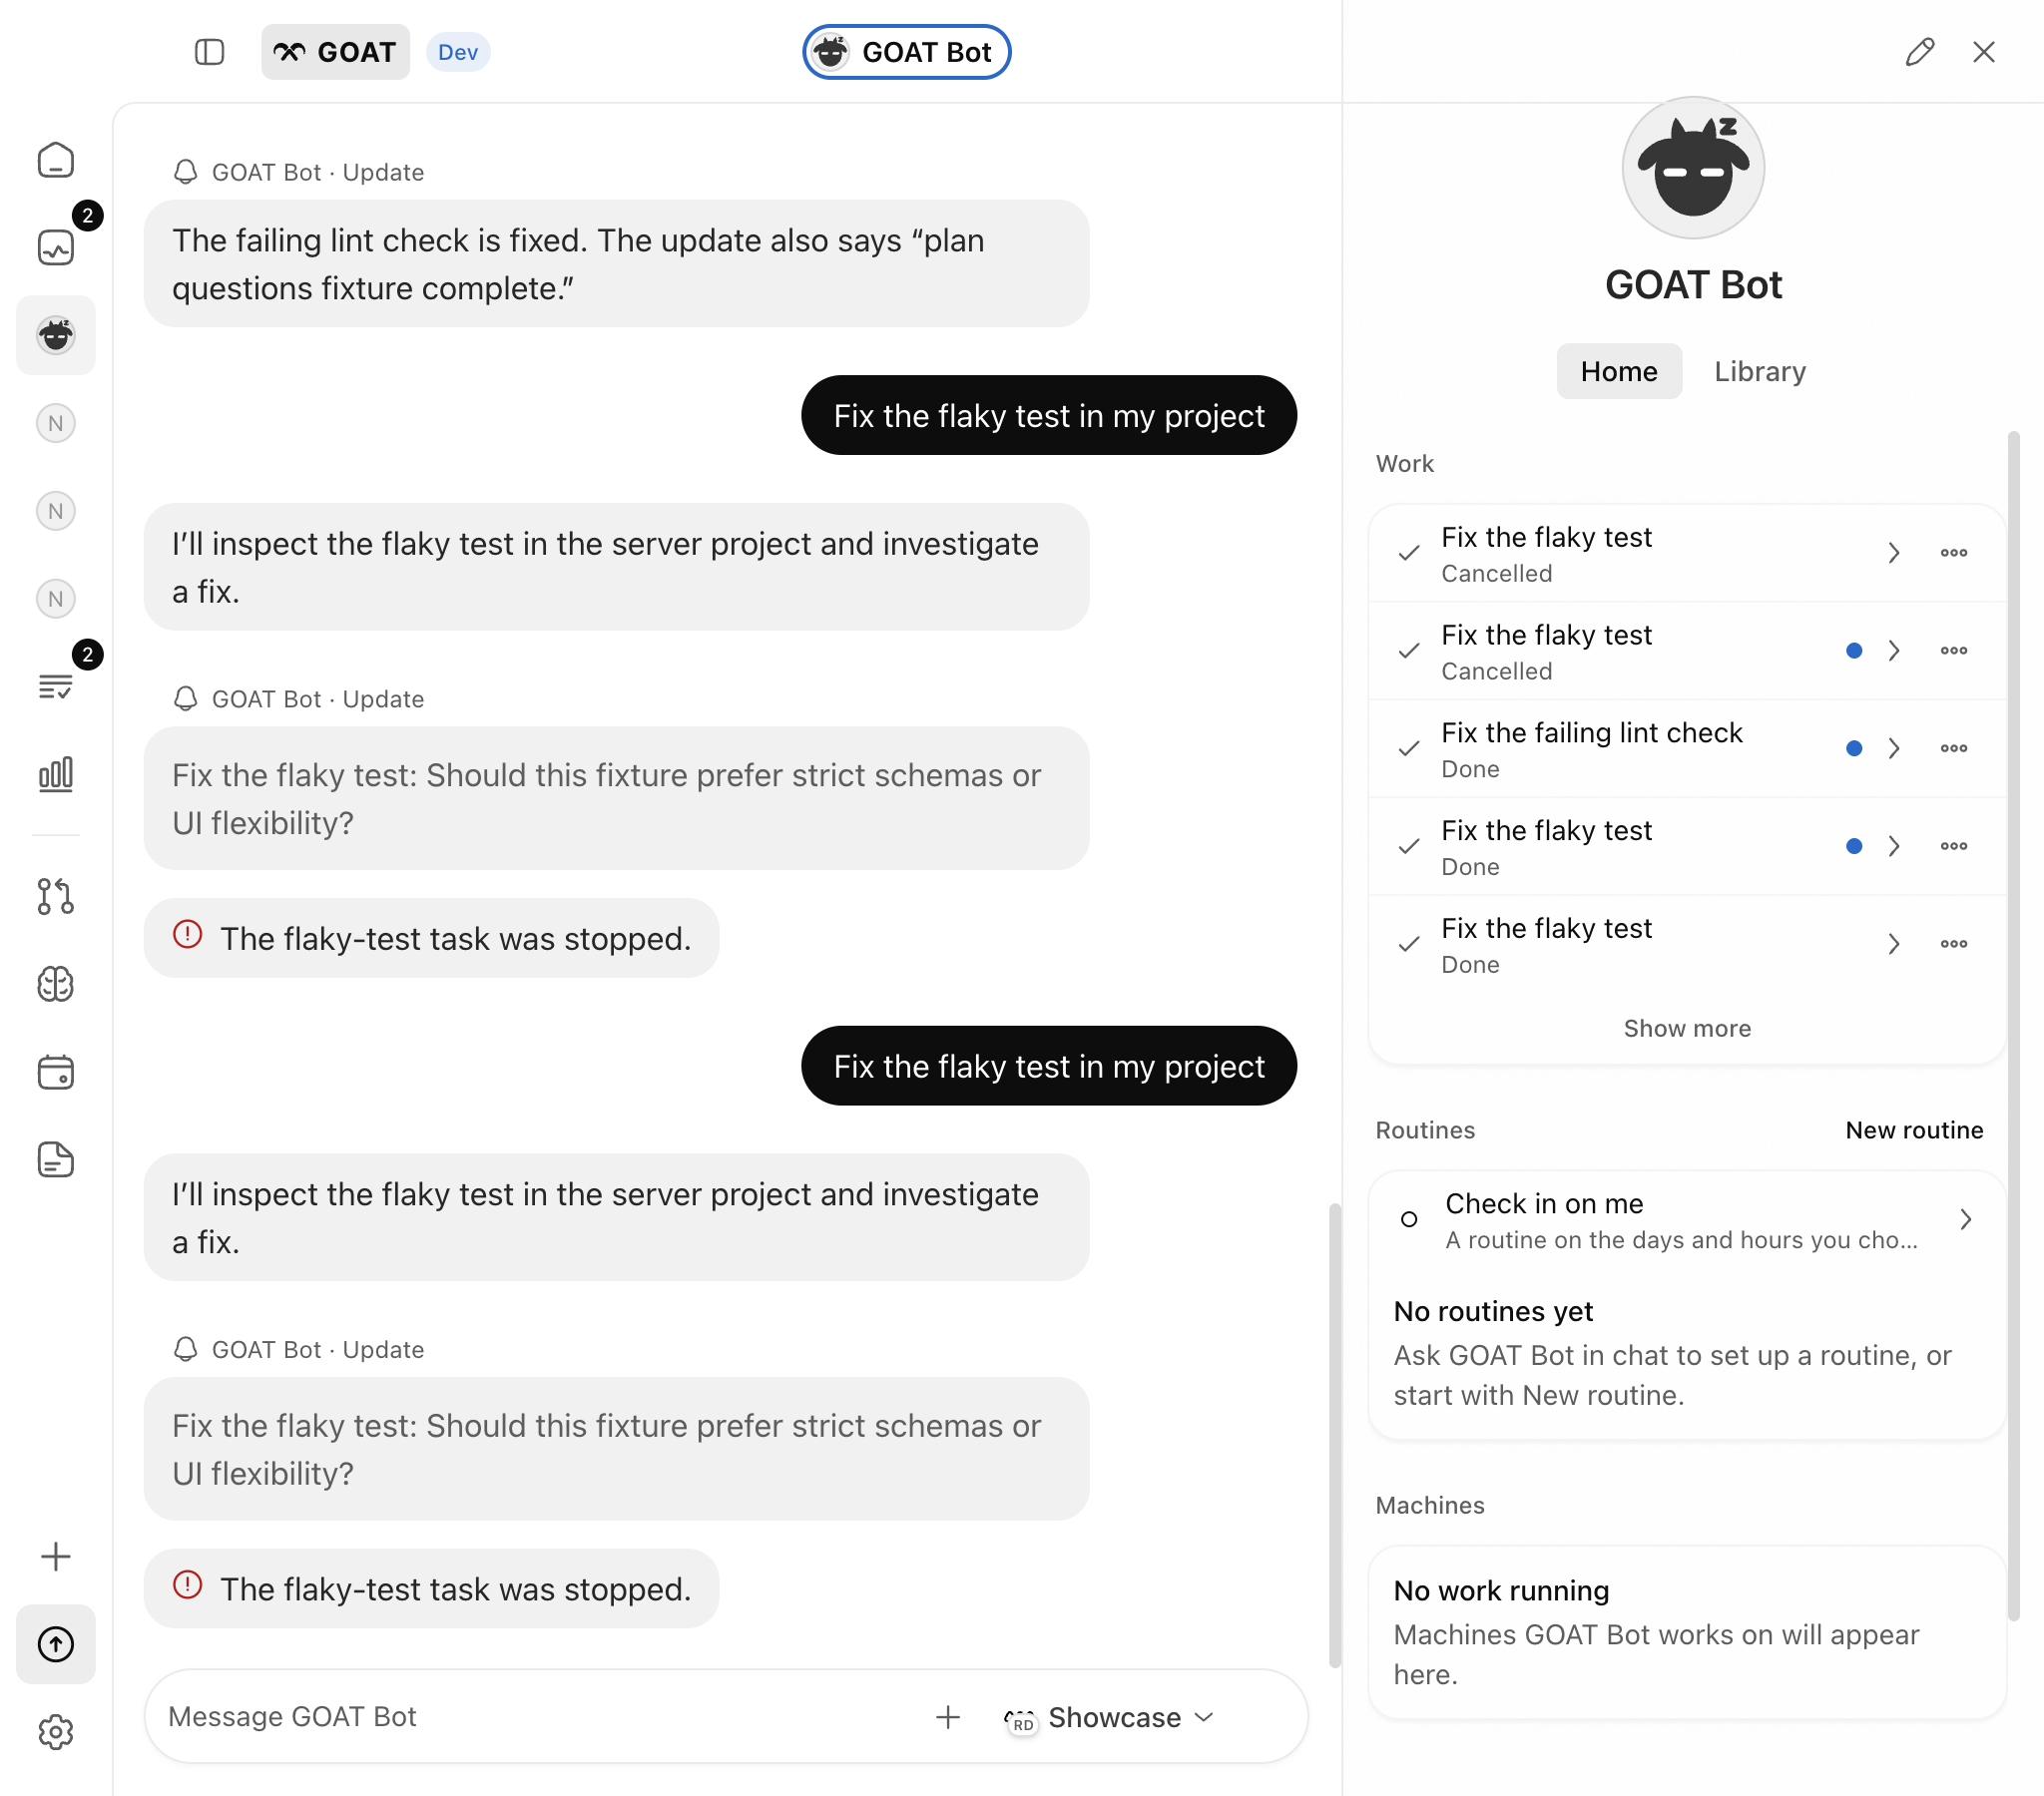 GOAT
Dev
GOAT Bot
2
N
N
N
2
GOAT Bot · Update
The failing lint check is fixed. The update also says “plan
questions fixture complete.”
Fix the flaky test in my project
I’ll inspect the flaky test in the server project and investigate
a fix.
GOAT Bot · Update
Fix the flaky test: Should this fixture prefer strict schemas or
UI flexibility?
The flaky-test task was stopped.
Fix the flaky test in my project
I’ll inspect the flaky test in the server project and investigate
a fix.
GOAT Bot · Update
Fix the flaky test: Should this fixture prefer strict schemas or
UI flexibility?
The flaky-test task was stopped.
Message GOAT Bot
RD
Showcase
GOAT Bot
Home
Library
Work
Fix the flaky test
Cancelled
Fix the flaky test
Cancelled
Fix the failing lint check
Done
Fix the flaky test
Done
Fix the flaky test
Done
Show more
Routines
New routine
Check in on me
A routine on the days and hours you cho...
No routines yet
Ask GOAT Bot in chat to set up a routine, or
start with New routine.
Machines
No work running
Machines GOAT Bot works on will appear
here.